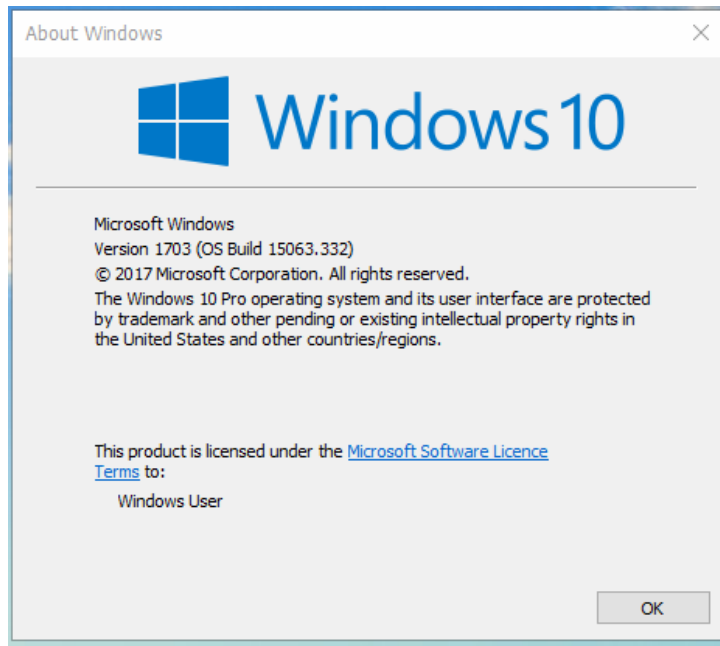 About Windows
Windows 10
Microsoft Windows
Version 1703 (OS Build 15063.332)
© 2017 Microsoft Corporation. All rights reserved.
The Windows 10 Pro operating system and its user interface are protected
by trademark and other pending or existing intellectual property rights in
the United States and other countries/regions.
This product is licensed under the Microsoft Software Licence
Terms to:
Windows User
OK